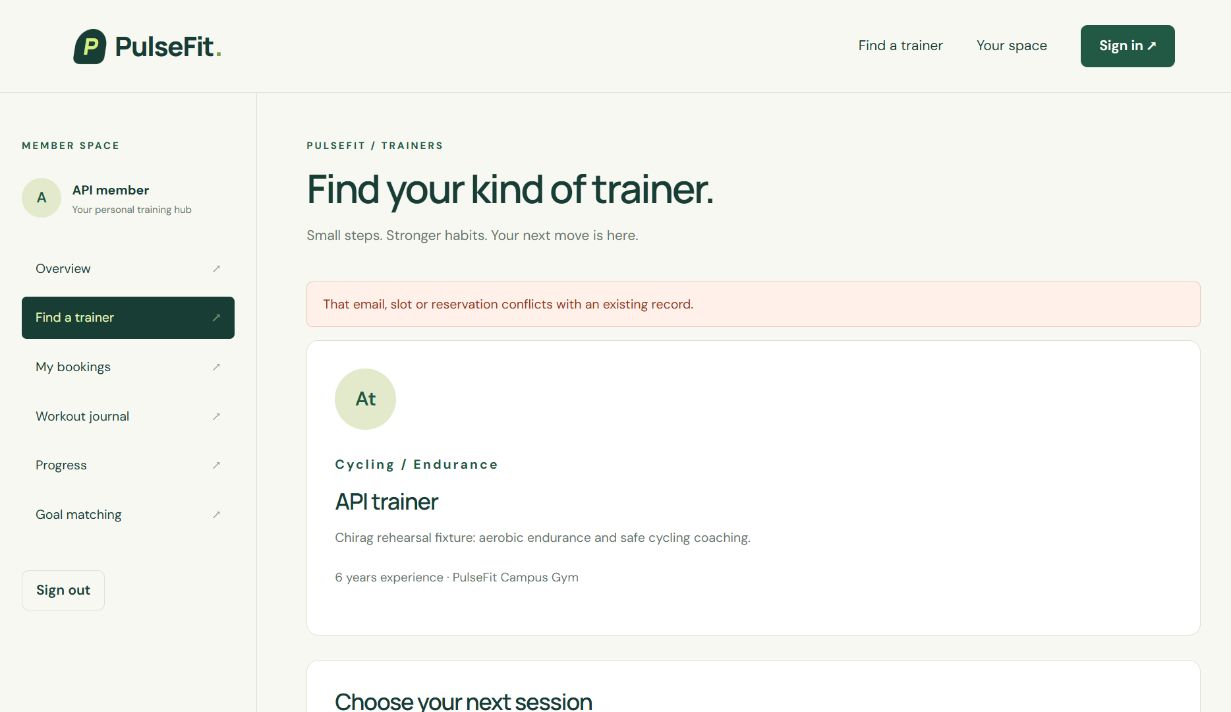 P PulseFit.
Find a trainer
Your space
Sign in ↗
MEMBER SPACE
A
API member
Your personal training hub
Overview ↗
Find a trainer ↗
My bookings ↗
Workout journal ↗
Progress ↗
Goal matching ↗
Sign out
PULSEFIT / TRAINERS
Find your kind of trainer.
Small steps. Stronger habits. Your next move is here.
That email, slot or reservation conflicts with an existing record.
At
Cycling / Endurance
API trainer
Chirag rehearsal fixture: aerobic endurance and safe cycling coaching.
6 years experience · PulseFit Campus Gym
Choose your next session